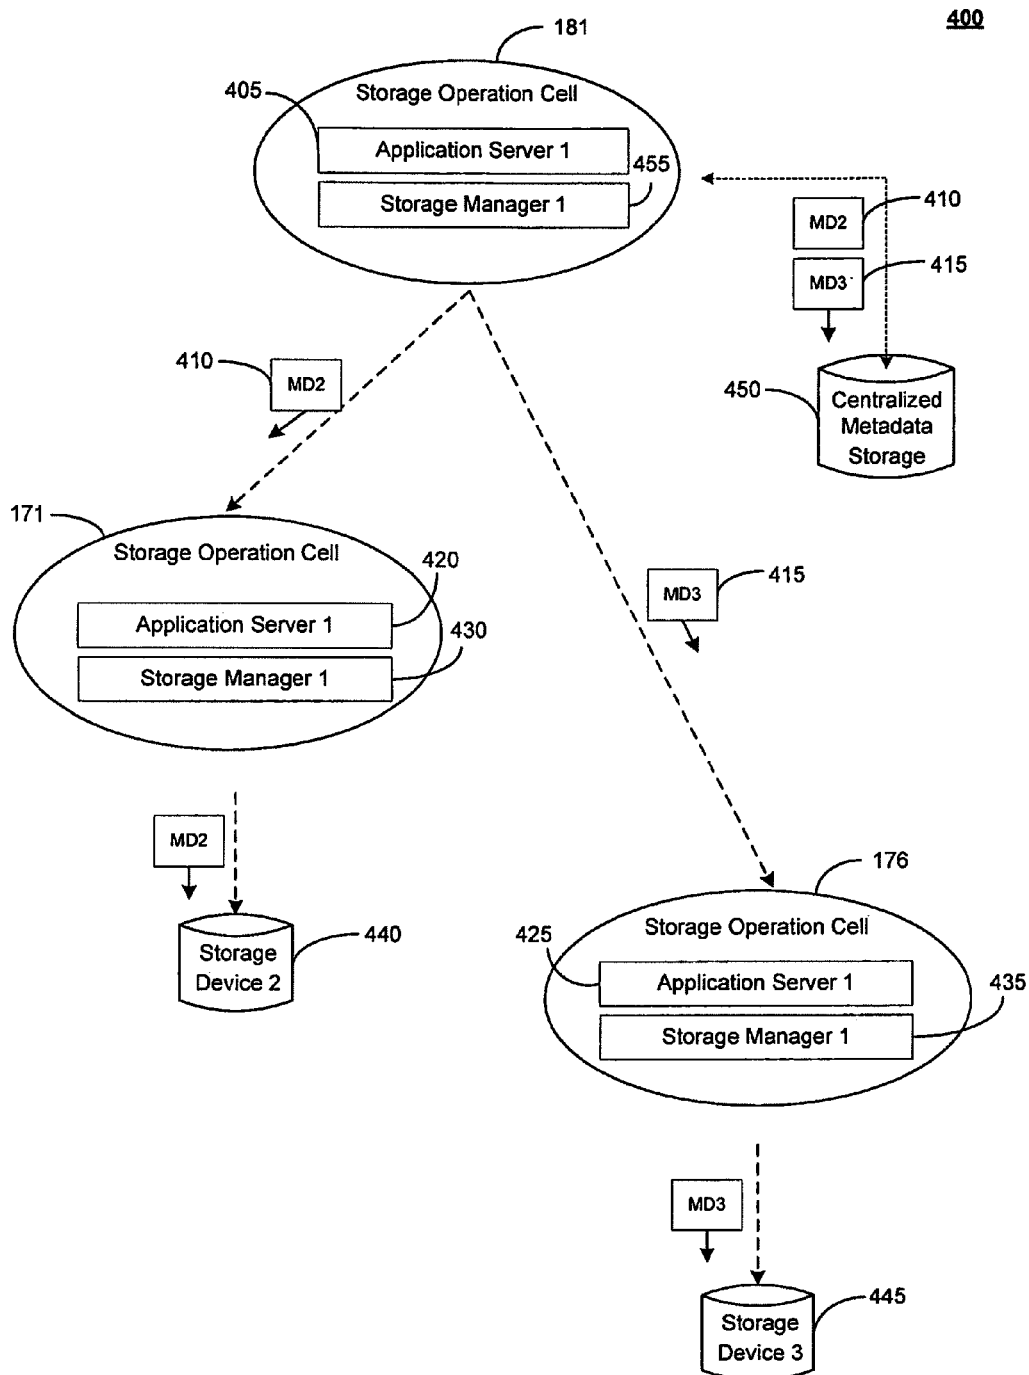 400
181
Storage Operation Cell
405
Application Server 1
455
Storage Manager 1
MD2
410
MD3
415
410
MD2
450
Centralized
Metadata
Storage
171
Storage Operation Cell
420
Application Server 1
430
Storage Manager 1
MD3
415
MD2
440
Storage
Device 2
176
Storage Operation Cell
425
Application Server 1
435
Storage Manager 1
MD3
445
Storage
Device 3